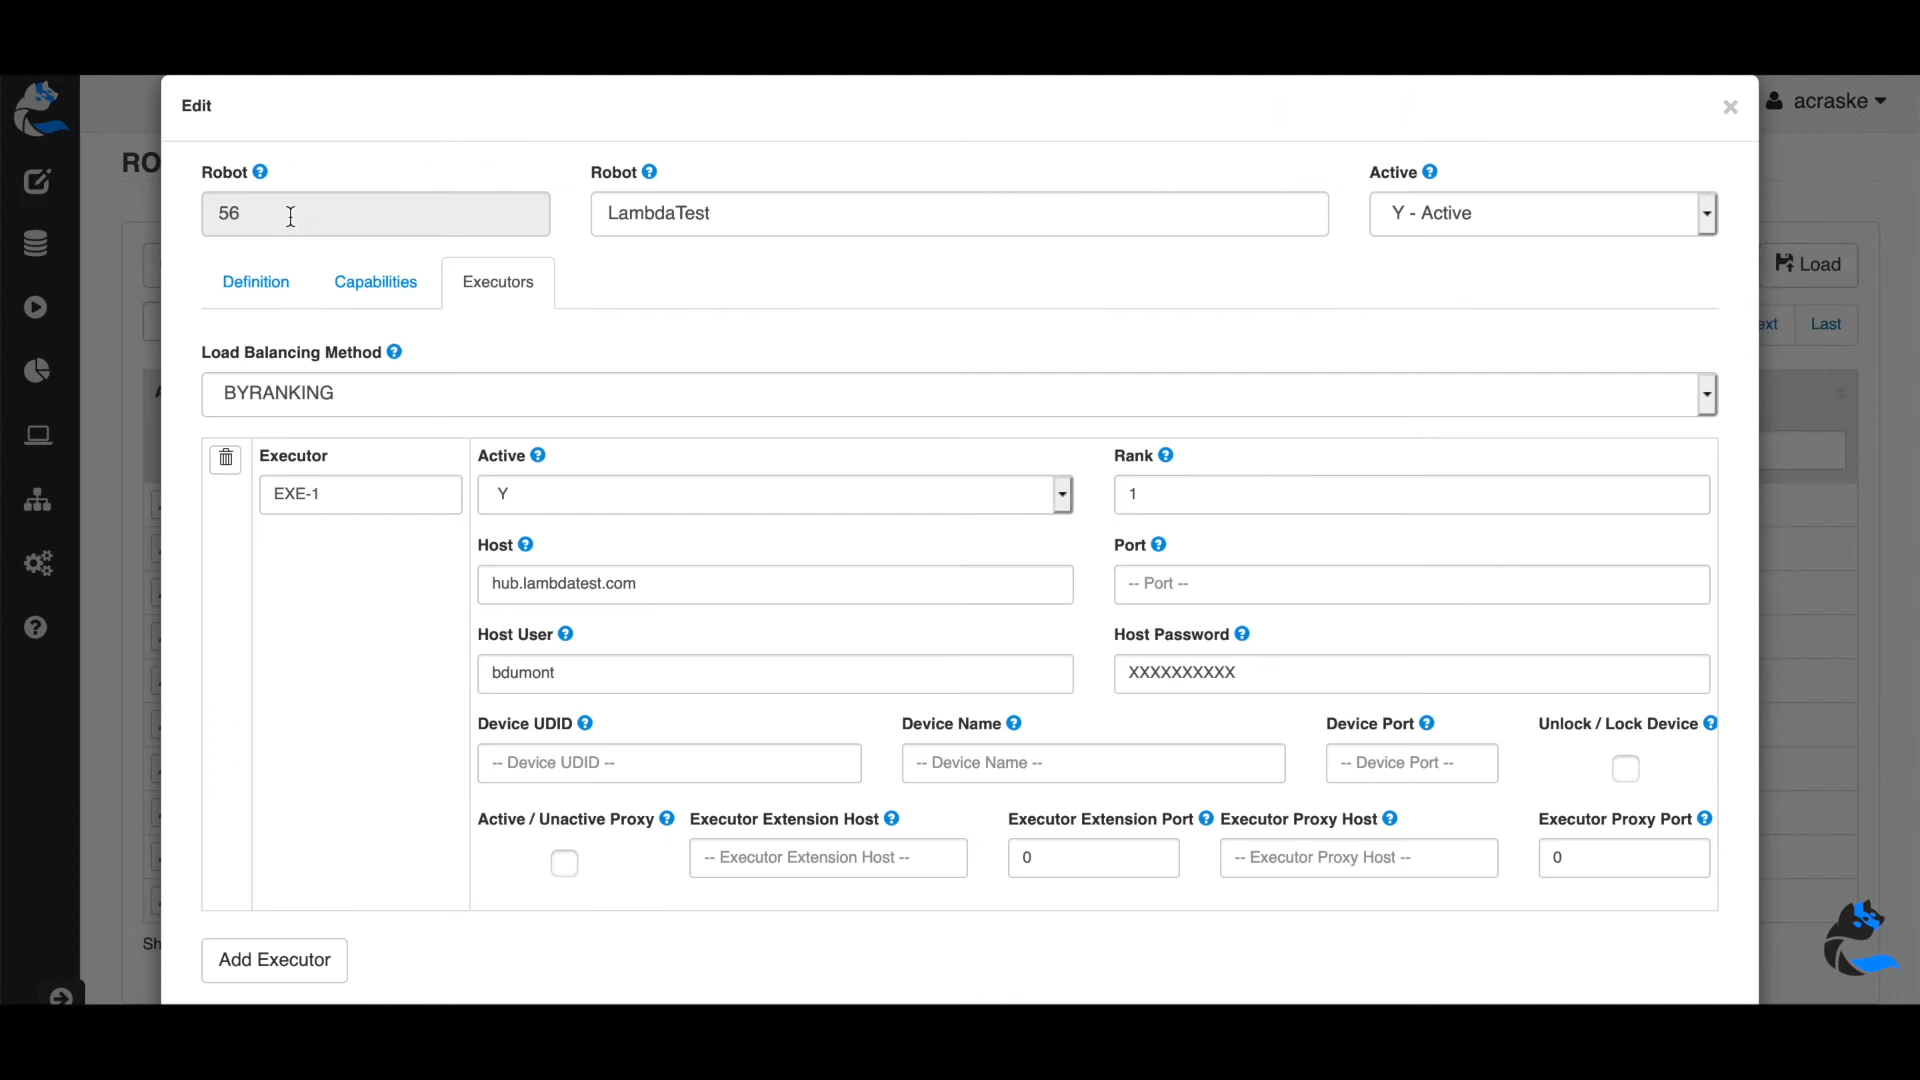 Edit
×
acraske
RO
Robot
Robot
Active
56
LambdaTest
Y - Active
Load
Definition
Capabilities
Executors
ext
Last
Load Balancing Method
BYRANKING
Executor
Active
Rank
EXE-1
Y
1
Host
Port
hub.lambdatest.com
-- Port --
Host User
Host Password
bdumont
XXXXXXXXXX
Device UDID
Device Name
Device Port
Unlock / Lock Device
-- Device UDID --
-- Device Name --
-- Device Port --
Active / Unactive Proxy
Executor Extension Host
Executor Extension Port
Executor Proxy Host
Executor Proxy Port
-- Executor Extension Host --
0
-- Executor Proxy Host --
0
Sh
Add Executor